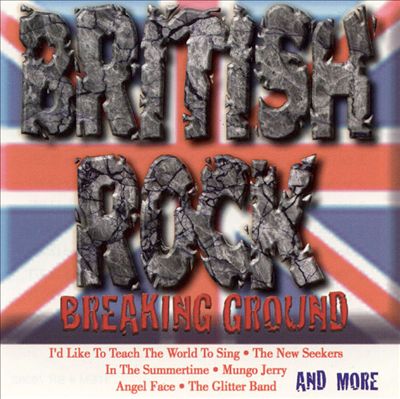 BRITISH
ROCK
BREAKING GROUND
I'd Like To Teach The World To Sing • The New Seekers
In The Summertime • Mungo Jerry
Angel Face • The Glitter Band
AND MORE